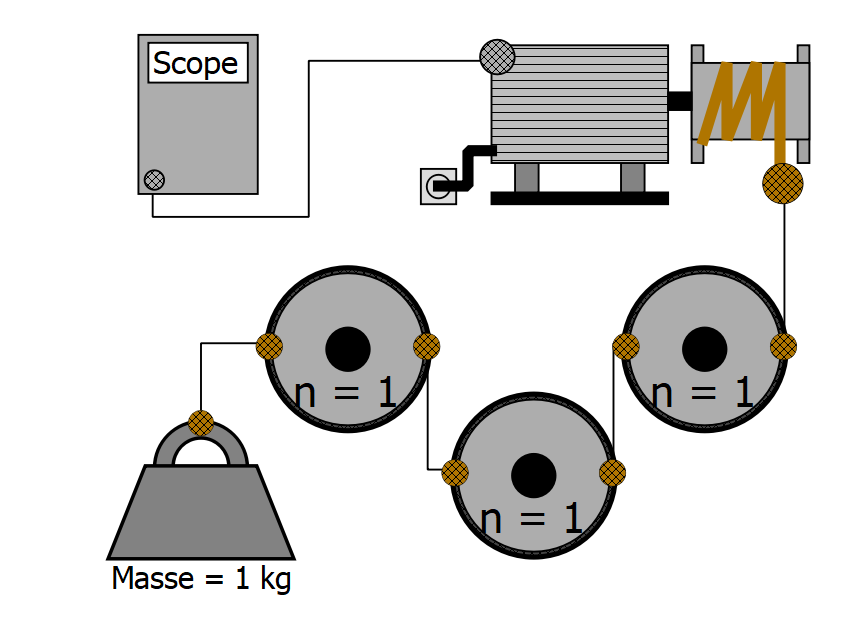 Scope
n = 1
n = 1
n = 1
Masse = 1 kg